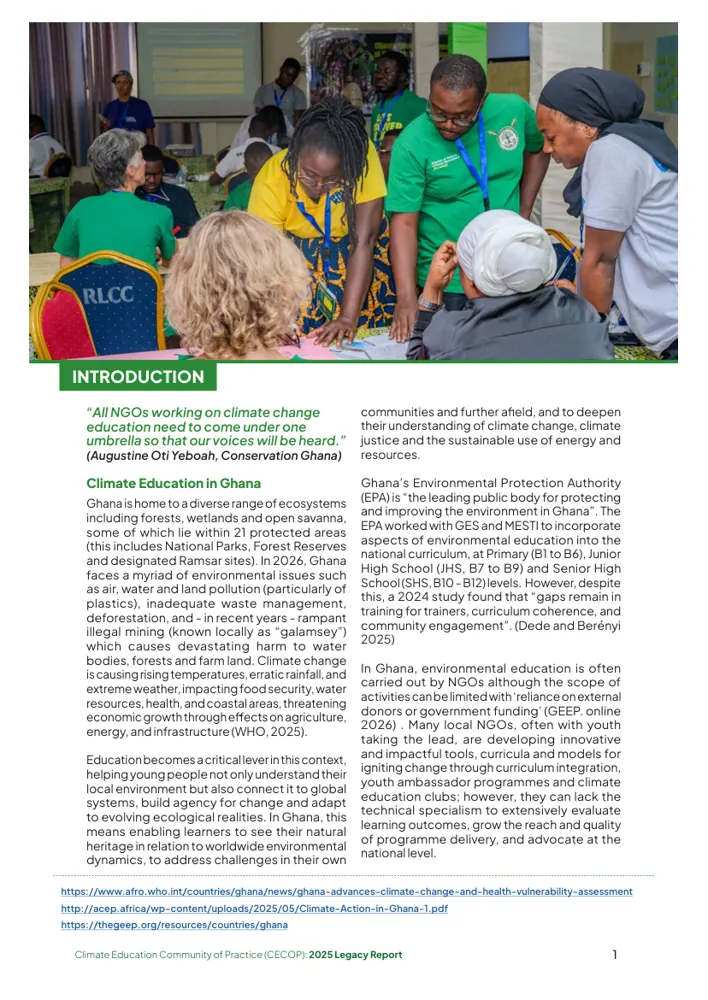 RLCC
INTRODUCTION
“All NGOs working on climate change
education need to come under one
umbrella so that our voices will be heard.”
(Augustine Oti Yeboah, Conservation Ghana)
Climate Education in Ghana
Ghana is home to a diverse range of ecosystems
including forests, wetlands and open savanna,
some of which lie within 21 protected areas
(this includes National Parks, Forest Reserves
and designated Ramsar sites). In 2026, Ghana
faces a myriad of environmental issues such
as air, water and land pollution (particularly of
plastics), inadequate waste management,
deforestation, and - in recent years - rampant
illegal mining (known locally as “galamsey”)
which causes devastating harm to water
bodies, forests and farm land. Climate change
is causing rising temperatures, erratic rainfall, and
extreme weather, impacting food security, water
resources, health, and coastal areas, threatening
economic growth through effects on agriculture,
energy, and infrastructure (WHO, 2025).
Education becomes a critical lever in this context,
helping young people not only understand their
local environment but also connect it to global
systems, build agency for change and adapt
to evolving ecological realities. In Ghana, this
means enabling learners to see their natural
heritage in relation to worldwide environmental
dynamics, to address challenges in their own
communities and further afield, and to deepen
their understanding of climate change, climate
justice and the sustainable use of energy and
resources.
Ghana’s Environmental Protection Authority
(EPA) is “the leading public body for protecting
and improving the environment in Ghana”. The
EPA worked with GES and MESTI to incorporate
aspects of environmental education into the
national curriculum, at Primary (B1 to B6), Junior
High School (JHS, B7 to B9) and Senior High
School (SHS, B10 - B12) levels. However, despite
this, a 2024 study found that “gaps remain in
training for trainers, curriculum coherence, and
community engagement”. (Dede and Berényi
2025)
In Ghana, environmental education is often
carried out by NGOs although the scope of
activities can be limited with ‘reliance on external
donors or government funding’ (GEEP. online
2026) . Many local NGOs, often with youth
taking the lead, are developing innovative
and impactful tools, curricula and models for
igniting change through curriculum integration,
youth ambassador programmes and climate
education clubs; however, they can lack the
technical specialism to extensively evaluate
learning outcomes, grow the reach and quality
of programme delivery, and advocate at the
national level.
https://www.afro.who.int/countries/ghana/news/ghana-advances-climate-change-and-health-vulnerability-assessment
http://acep.africa/wp-content/uploads/2025/05/Climate-Action-in-Ghana-1.pdf
https://thegeep.org/resources/countries/ghana
Climate Education Community of Practice (CECOP): 2025 Legacy Report
1